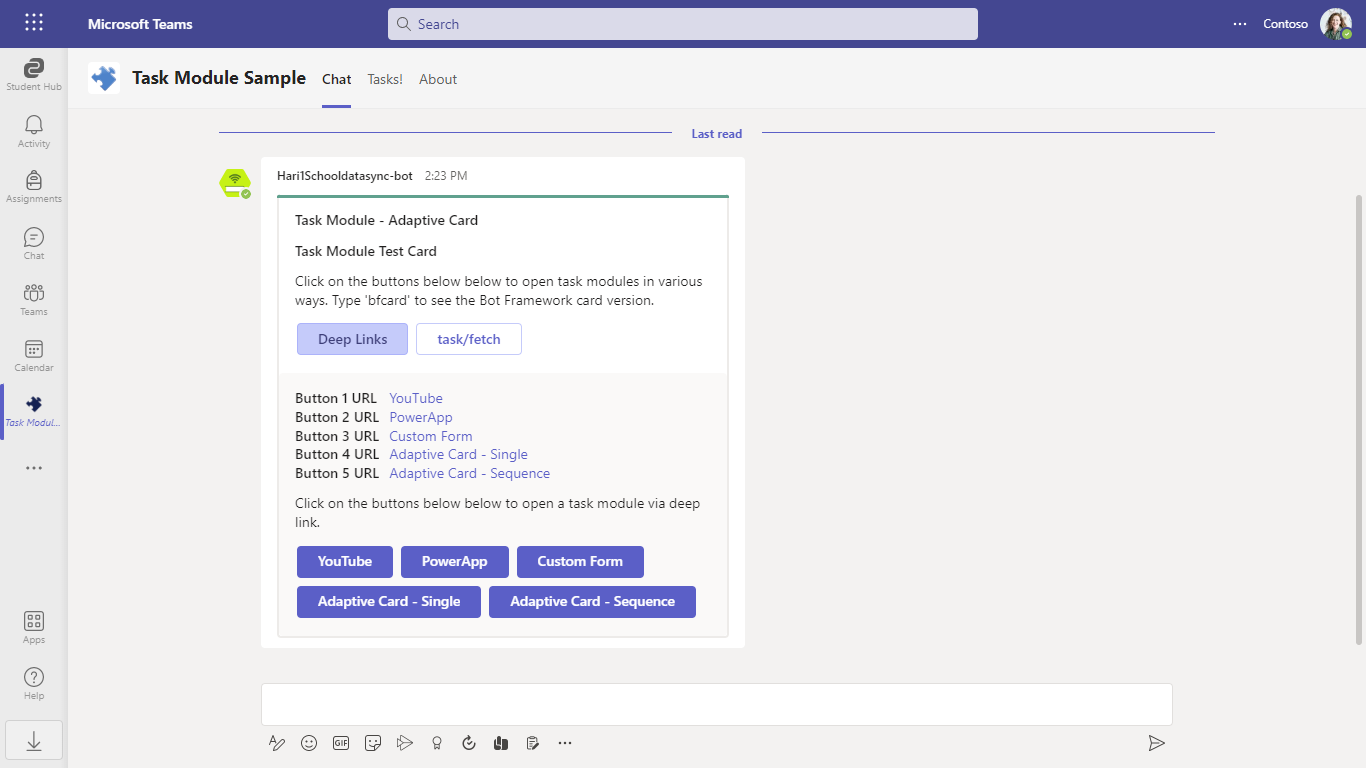 Microsoft Teams
Search
Contoso
Student Hub
Activity
Assignments
Chat
Teams
Calendar
Task Modul...
Apps
Help
Task Module Sample
Chat
Tasks!
About
Last read
Hari1Schooldatasync-bot 2:23 PM
Task Module - Adaptive Card
Task Module Test Card
Click on the buttons below below to open task modules in various
ways. Type 'bfcard' to see the Bot Framework card version.
Deep Links
task/fetch
Button 1 URL YouTube
Button 2 URL PowerApp
Button 3 URL Custom Form
Button 4 URL Adaptive Card - Single
Button 5 URL Adaptive Card - Sequence
Click on the buttons below below to open a task module via deep
link.
YouTube
PowerApp
Custom Form
Adaptive Card - Single
Adaptive Card - Sequence
GIF